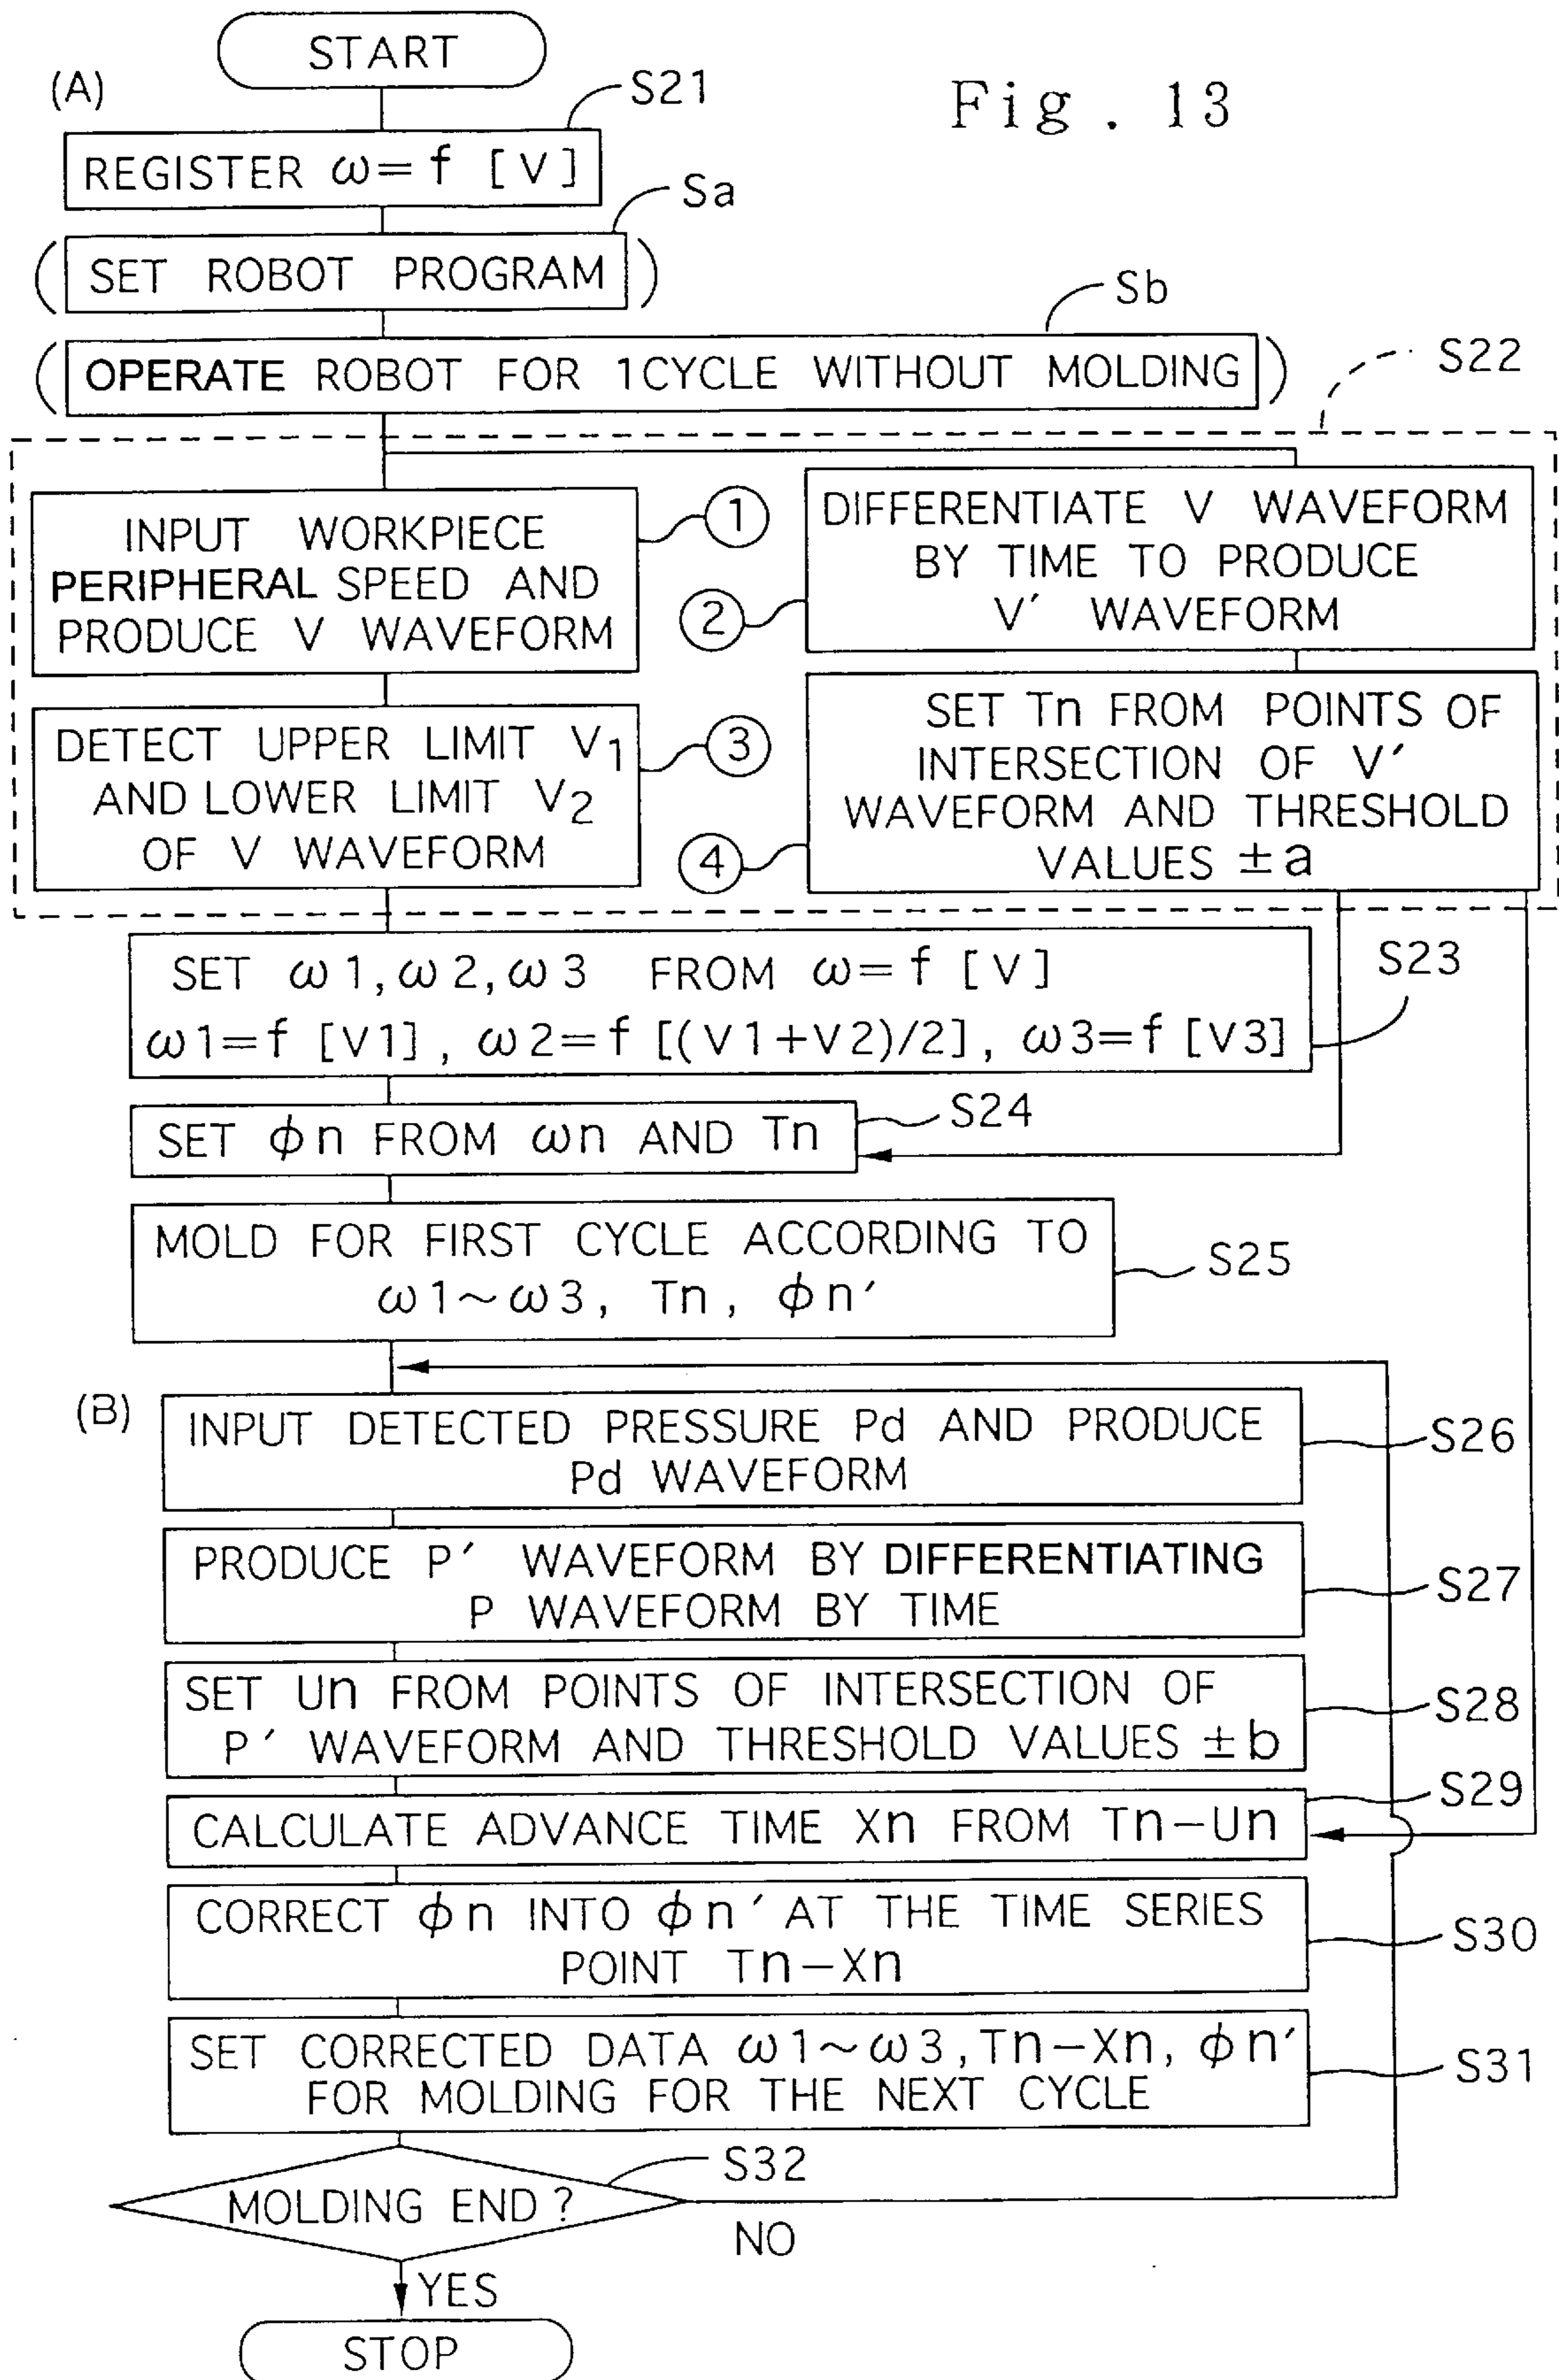 START
(A)
S21
Fig. 13
REGISTER ω=f [V]
Sa
(SET ROBOT PROGRAM)
Sb
(OPERATE ROBOT FOR 1CYCLE WITHOUT MOLDING)
S22
INPUT WORKPIECE
PERIPHERAL SPEED AND
PRODUCE V WAVEFORM
①
DIFFERENTIATE V WAVEFORM
BY TIME TO PRODUCE
V′ WAVEFORM
②
DETECT UPPER LIMIT V1
AND LOWER LIMIT V2
OF V WAVEFORM
③
SET Tn FROM POINTS OF
INTERSECTION OF V′
WAVEFORM AND THRESHOLD
VALUES ±a
④
SET ω1,ω2,ω3 FROM ω=f [V]
ω1=f [V1], ω2=f [(V1+V2)/2], ω3=f [V3]
S23
SET φn FROM ωn AND Tn
S24
MOLD FOR FIRST CYCLE ACCORDING TO
ω1~ω3, Tn, φn′
S25
(B)
INPUT DETECTED PRESSURE Pd AND PRODUCE
Pd WAVEFORM
S26
PRODUCE P′ WAVEFORM BY DIFFERENTIATING
P WAVEFORM BY TIME
S27
SET Un FROM POINTS OF INTERSECTION OF
P′ WAVEFORM AND THRESHOLD VALUES ±b
S28
CALCULATE ADVANCE TIME Xn FROM Tn−Un
S29
CORRECT φn INTO φn′ AT THE TIME SERIES
POINT Tn−Xn
S30
SET CORRECTED DATA ω1~ω3,Tn−Xn, φn′
FOR MOLDING FOR THE NEXT CYCLE
S31
MOLDING END?
S32
NO
YES
STOP